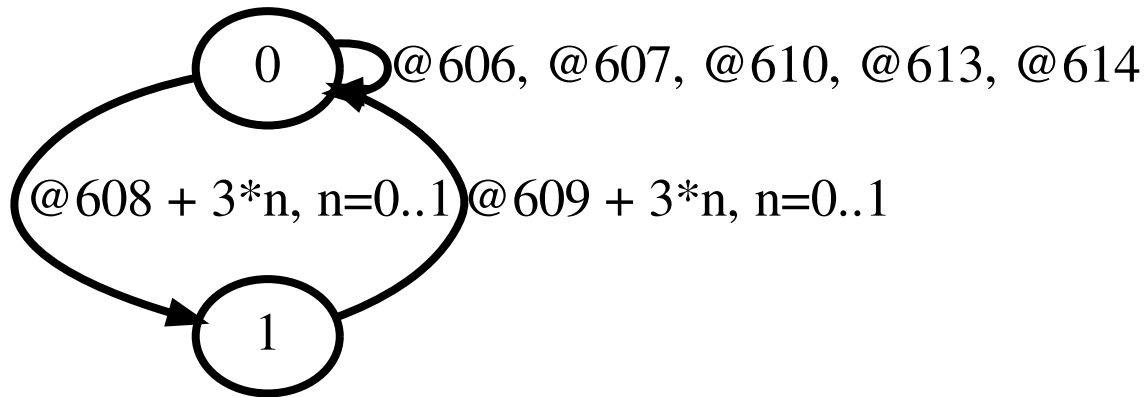 0 @606, @607, @610, @613, @614
@608 + 3*n, n=0..1 @609 + 3*n, n=0..1
1